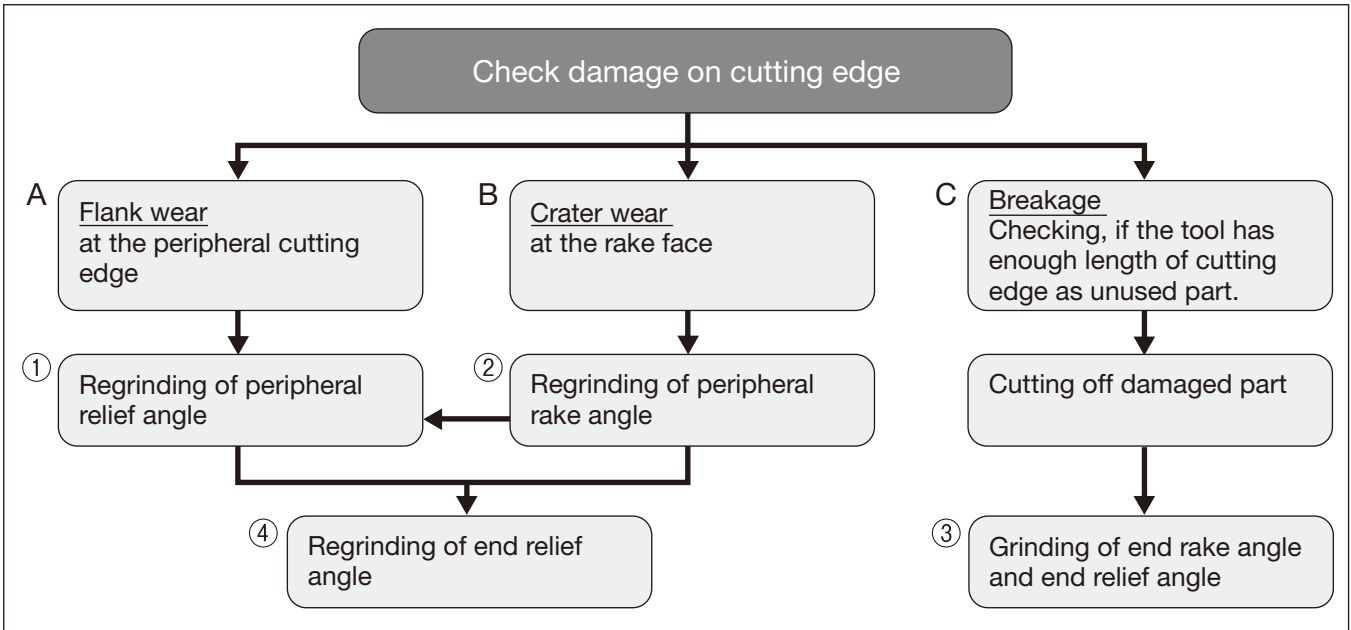 Check damage on cutting edge
A
Flank wear
at the peripheral cutting
edge
B
Crater wear
at the rake face
C
Breakage
Checking, if the tool has
enough length of cutting
edge as unused part.
①
Regrinding of peripheral
relief angle
②
Regrinding of peripheral
rake angle
Cutting off damaged part
④
Regrinding of end relief
angle
③
Grinding of end rake angle
and end relief angle